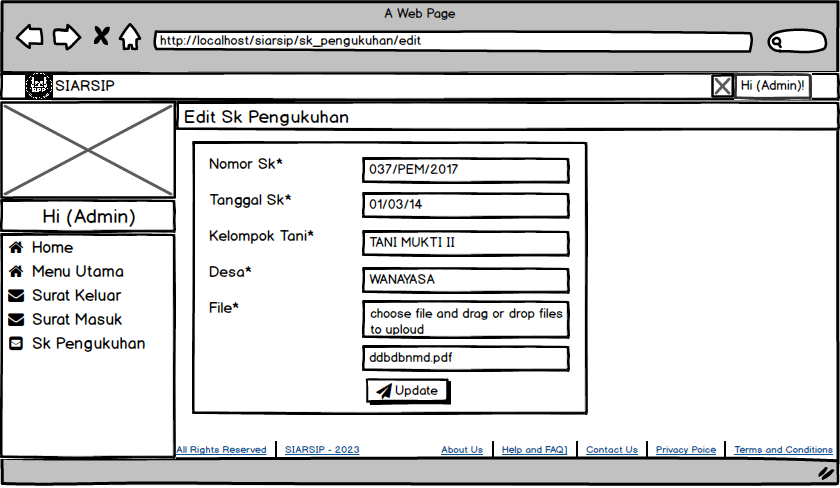 A Web Page
http://localhost/siarsip/sk_pengukuhan/edit
SIARSIP
Hi (Admin)!
Edit Sk Pengukuhan
Hi (Admin)
Home
Menu Utama
Surat Keluar
Surat Masuk
Sk Pengukuhan
Nomor Sk*
037/PEM/2017
Tanggal Sk*
01/03/14
Kelompok Tani*
TANI MUKTI II
Desa*
WANAYASA
File*
choose file and drag or drop files
to uploud
ddbdbnmd.pdf
Update
All Rights Reserved SIARSIP - 2023 About Us Help and FAQ] Contact Us Privacy Poice Terms and Conditions